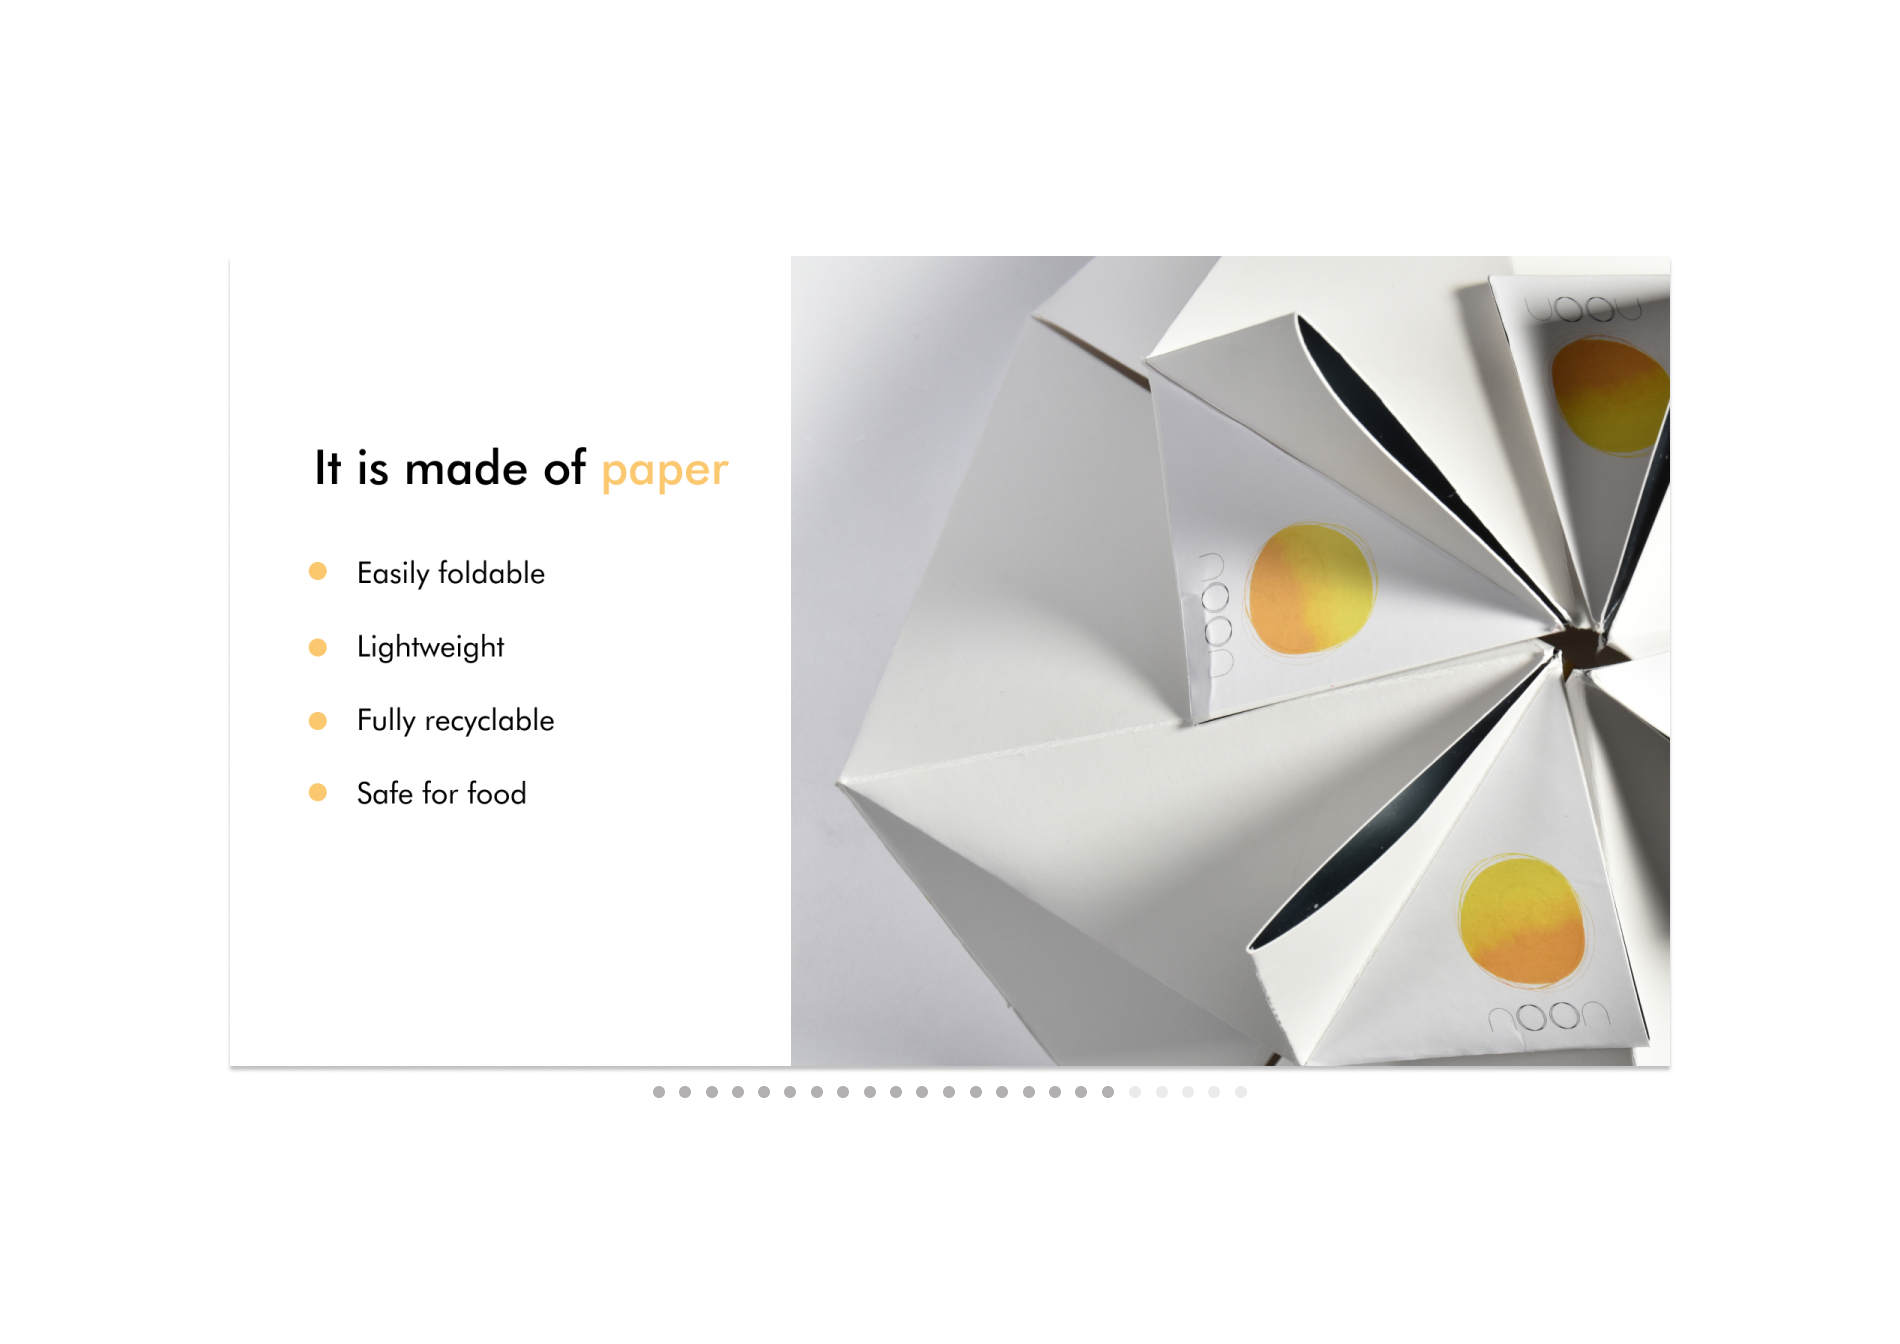 It is made of paper
Easily foldable
Lightweight
Fully recyclable
Safe for food
noon
noon
noon